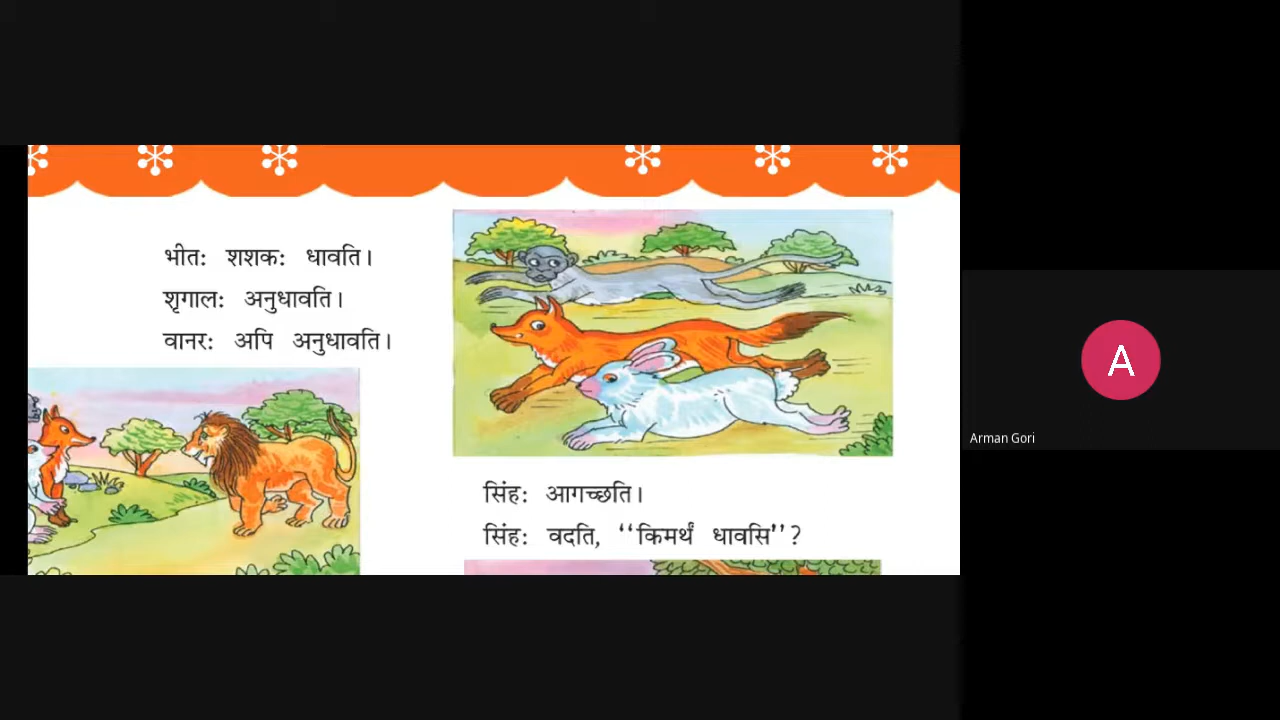 भीतः शशकः धावति।
शृगालः अनुधावति।
वानरः अपि अनुधावति।
सिंहः आगच्छति।
सिंहः वदति, ‘‘किमर्थं धावसि’’?
A
Arman Gori